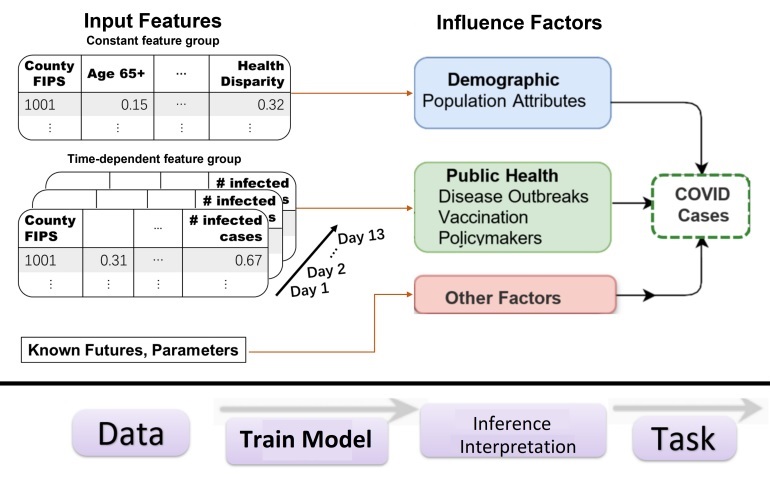 Input Features
Constant feature group
County FIPS Age 65+ ... Health Disparity
1001 0.15 ... 0.32
Time-dependent feature group
# infected
# infected
s
s
County FIPS ... # infected cases
1001 0.31 ... 0.67
Day 1
Day 2
Day 13
Known Futures, Parameters
Influence Factors
Demographic
Population Attributes
Public Health
Disease Outbreaks
Vaccination
Policymakers
Other Factors
COVID
Cases
Data
Train Model
Inference
Interpretation
Task